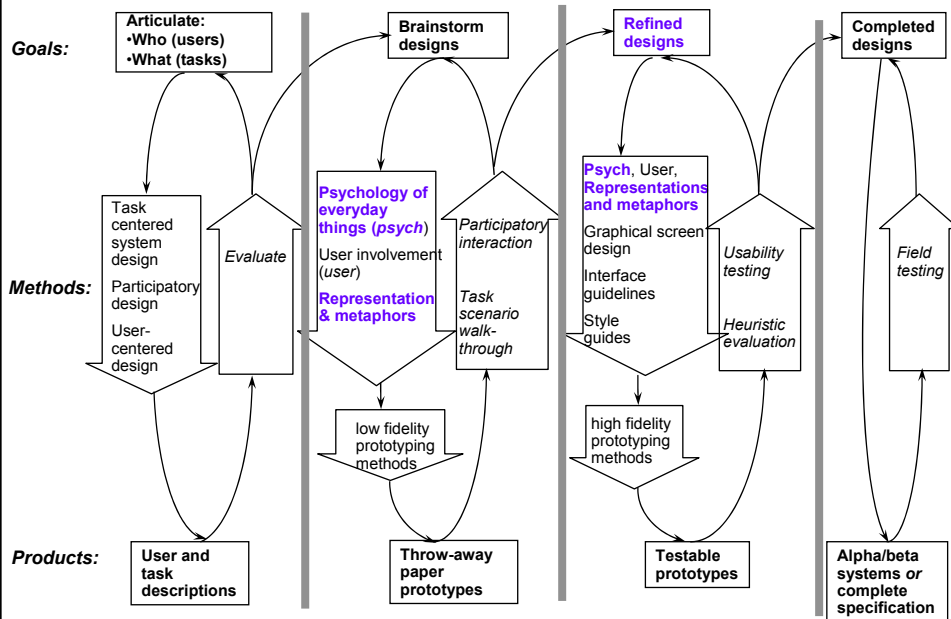 Goals:
Articulate:
•Who (users)
•What (tasks)
Brainstorm
designs
Refined
designs
Completed
designs
Methods:
Task
centered
system
design
Participatory
design
User-
centered
design
Evaluate
Psychology of
everyday
things (psych)
User involvement
(user)
Representation
& metaphors
low fidelity
prototyping
methods
Participatory
interaction
Task
scenario
walk-
through
Psych, User,
Representations
and metaphors
Graphical screen
design
Interface
guidelines
Style
guides
high fidelity
prototyping
methods
Usability
testing
Heuristic
evaluation
Field
testing
Products:
User and
task
descriptions
Throw-away
paper
prototypes
Testable
prototypes
Alpha/beta
systems or
complete
specification